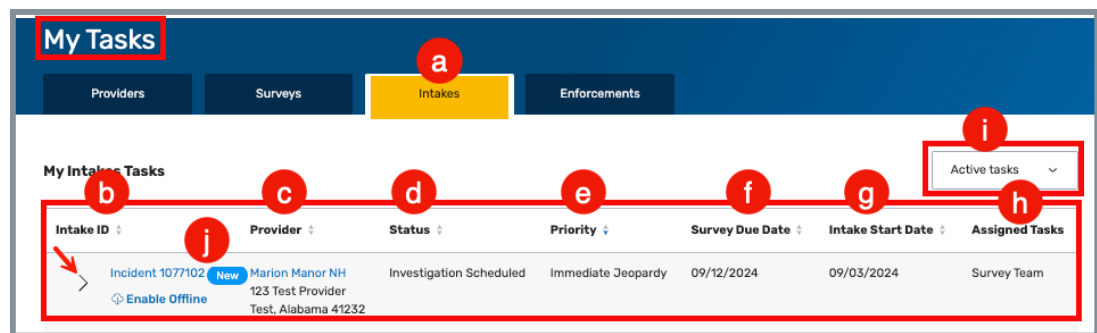 My Tasks
a
Providers Surveys Intakes Enforcements
i
My Intakes Tasks Active tasks
b c d e f g h
Intake ID Provider Status Priority Survey Due Date Intake Start Date Assigned Tasks
j
Incident 1077102 New Marion Manor NH Investigation Scheduled Immediate Jeopardy 09/12/2024 09/03/2024 Survey Team
Enable Offline 123 Test Provider
Test, Alabama 41232